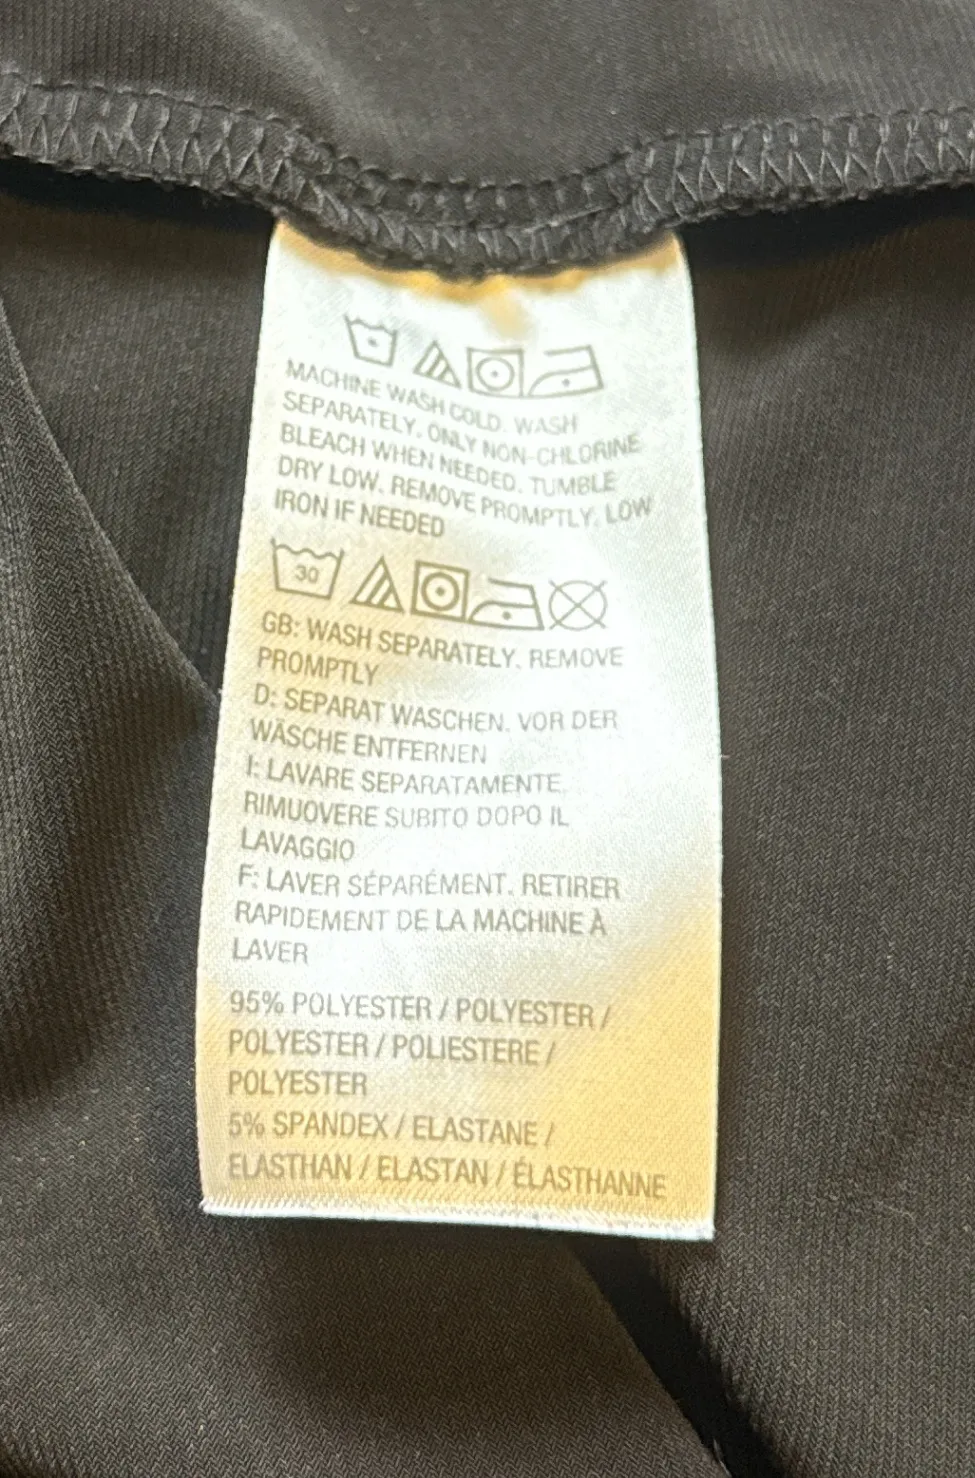 MACHINE WASH COLD. WASH
SEPARATELY. ONLY NON-CHLORINE
BLEACH WHEN NEEDED. TUMBLE
DRY LOW. REMOVE PROMPTLY. LOW
IRON IF NEEDED
30
GB: WASH SEPARATELY. REMOVE
PROMPTLY
D: SEPARAT WASCHEN. VOR DER
WÄSCHE ENTFERNEN
I: LAVARE SEPARATAMENTE.
RIMUOVERE SUBITO DOPO IL
LAVAGGIO
F: LAVER SÉPARÉMENT. RETIRER
RAPIDEMENT DE LA MACHINE À
LAVER
95% POLYESTER / POLYESTER /
POLYESTER / POLIESTERE /
POLYESTER
5% SPANDEX / ELASTANE /
ELASTHAN / ELASTAN / ÉLASTHANNE